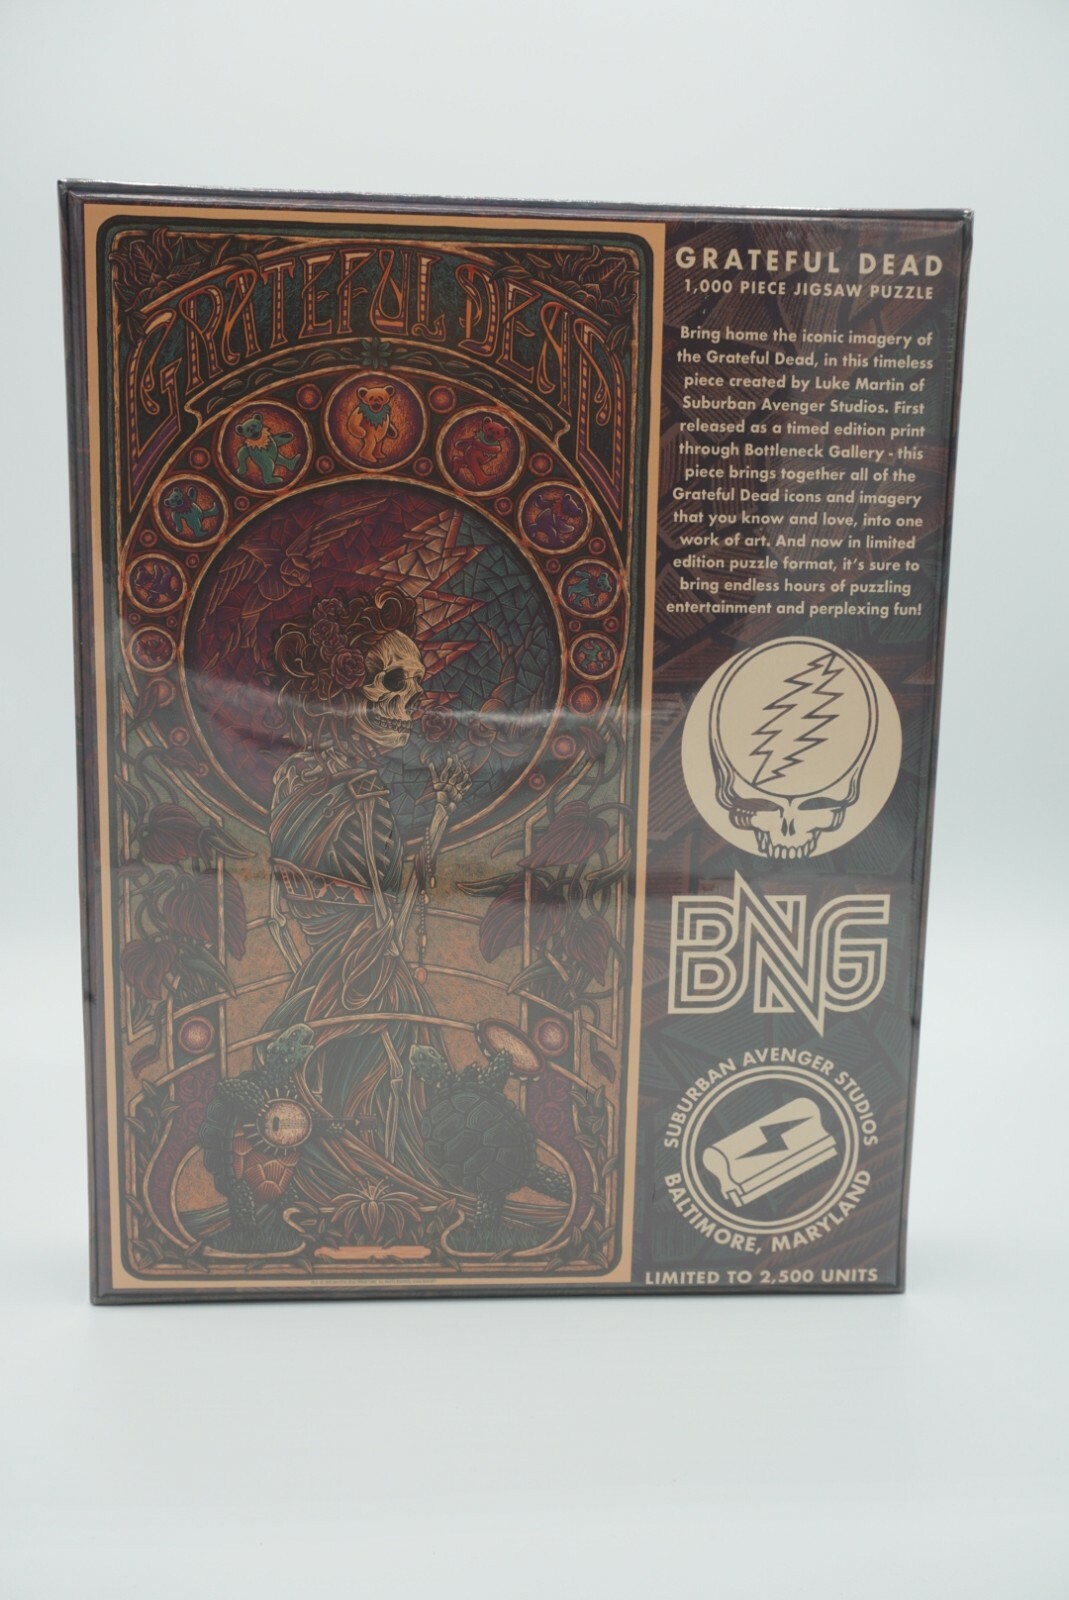 GRATEFUL DEAD
GRATEFUL DEAD
1,000 PIECE JIGSAW PUZZLE
Bring home the iconic imagery of
the Grateful Dead, in this timeless
piece created by Luke Martin of
Suburban Avenger Studios. First
released as a timed edition print
through Bottleneck Gallery - this
piece brings together all of the
Grateful Dead icons and imagery
that you know and love, into one
work of art. And now in limited
edition puzzle format, it's sure to
bring endless hours of puzzling
entertainment and perplexing fun!
BNG
SUBURBAN AVENGER STUDIOS
BALTIMORE, MARYLAND
LIMITED TO 2,500 UNITS